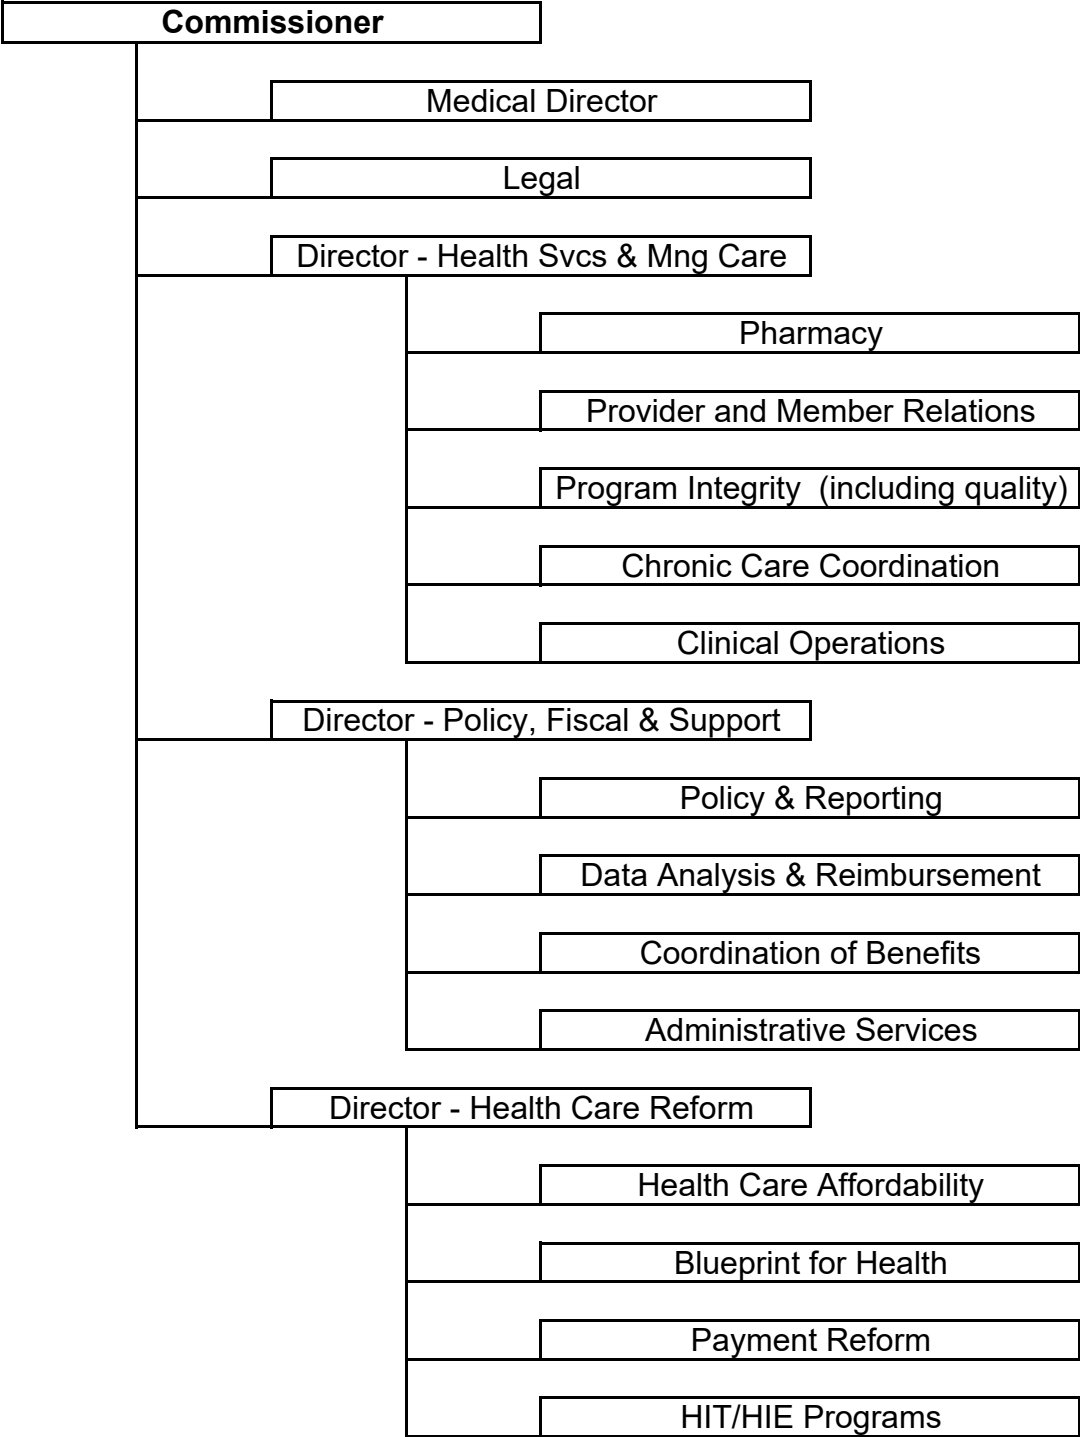 Commissioner
Medical Director
Legal
Director - Health Svcs & Mng Care
Pharmacy
Provider and Member Relations
Program Integrity  (including quality)
Chronic Care Coordination
Clinical Operations
Director - Policy, Fiscal & Support
Policy & Reporting
Data Analysis & Reimbursement
Coordination of Benefits
Administrative Services
Director - Health Care Reform
Health Care Affordability
Blueprint for Health
Payment Reform
HIT/HIE Programs